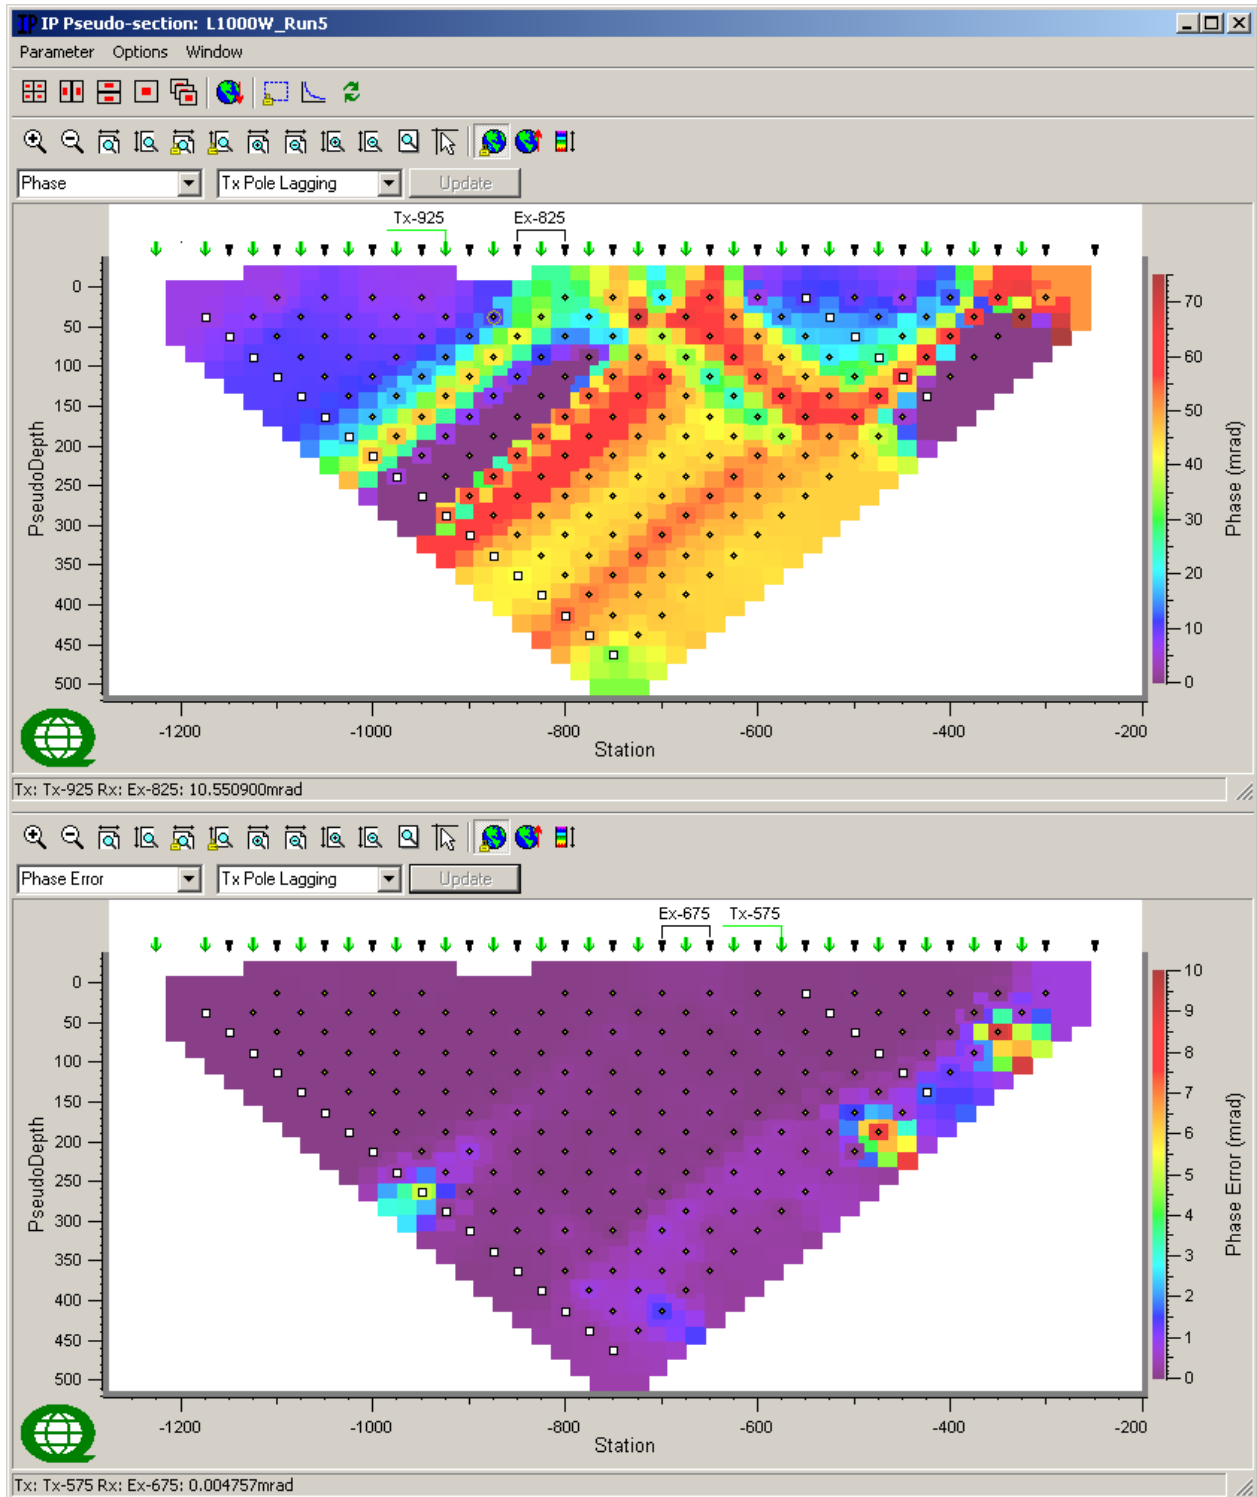 IP IP Pseudo-section: L1000W_Run5
Parameter Options Window
Phase Tx Pole Lagging Update
Tx-925 Ex-825
0
50
100
150
200
250
300
350
400
450
500
PseudoDepth
-1200 -1000 -800 -600 -400 -200
Station
70
60
50
40
30
20
10
0
Phase (mrad)
Tx: Tx-925 Rx: Ex-825: 10.550900mrad
Phase Error Tx Pole Lagging Update
Ex-675 Tx-575
0
50
100
150
200
250
300
350
400
450
500
PseudoDepth
-1200 -1000 -800 -600 -400 -200
Station
10
9
8
7
6
5
4
3
2
1
0
Phase Error (mrad)
Tx: Tx-575 Rx: Ex-675: 0.004757mrad